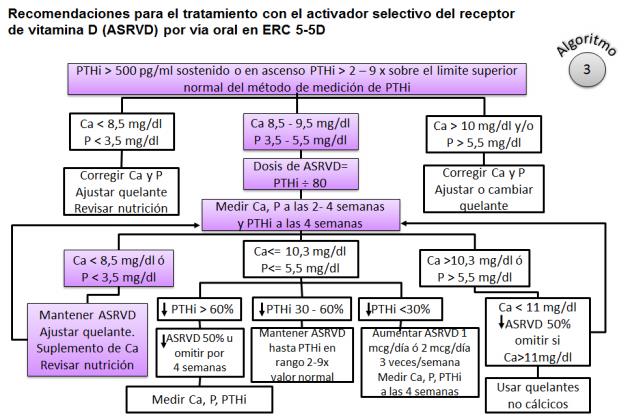 Recomendaciones para el tratamiento con el activador selectivo del receptor
de vitamina D (ASRVD) por via oral en ERC 5-5D
Algoritmo
3
PTHi > 500 pg/ml sostenido o en ascenso PTHi > 2 – 9 x sobre el limite superior
normal del método de medición de PTHi
Ca < 8,5 mg/dl
P < 3,5 mg/dl
Ca 8,5 - 9,5 mg/dl
P 3,5 - 5,5 mg/dl
Ca > 10 mg/dl y/o
P > 5,5 mg/dl
Corregir Ca y P
Ajustar quelante
Revisar nutrición
Dosis de ASRVD=
PTHi ÷ 80
Corregir Ca y P
Ajustar o cambiar
quelante
Medir Ca, P a las 2- 4 semanas
y PTHi a las 4 semanas
Ca < 8,5 mg/dl ó
P < 3,5 mg/dl
Ca<= 10,3 mg/dl
P<= 5,5 mg/dl
Ca >10,3 mg/dl ó
P > 5,5 mg/dl
Mantener ASRVD
Ajustar quelante.
Suplemento de Ca
Revisar nutrición
↓PTHi > 60%
↓PTHi 30 - 60%
↓PTHi <30%
Ca < 11 mg/dl
↓ASRVD 50%
omitir si
Ca>11mg/dl
↓ASRVD 50% u
omitir por
4 semanas
Mantener ASRVD
hasta PTHi en
rango 2-9x
valor normal
Aumentar ASRVD 1
mcg/día ó 2 mcg/día
3 veces/semana
Medir Ca, P, PTHi
a las 4 semanas
Medir Ca, P, PTHi
Usar quelantes
no cálcicos